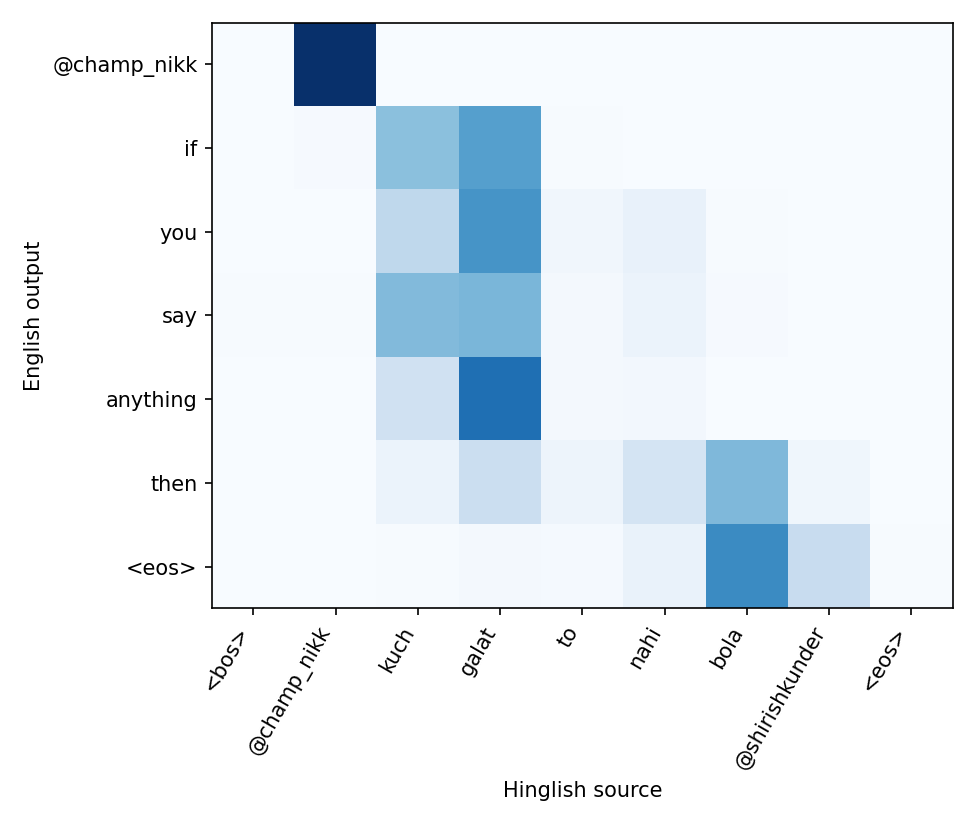 @champ_nikk
if
you
say
anything
then
<eos>
English output
<bos>
@champ_nikk
kuch
galat
to
nahi
bola
@shirishkunder
<eos>
Hinglish source